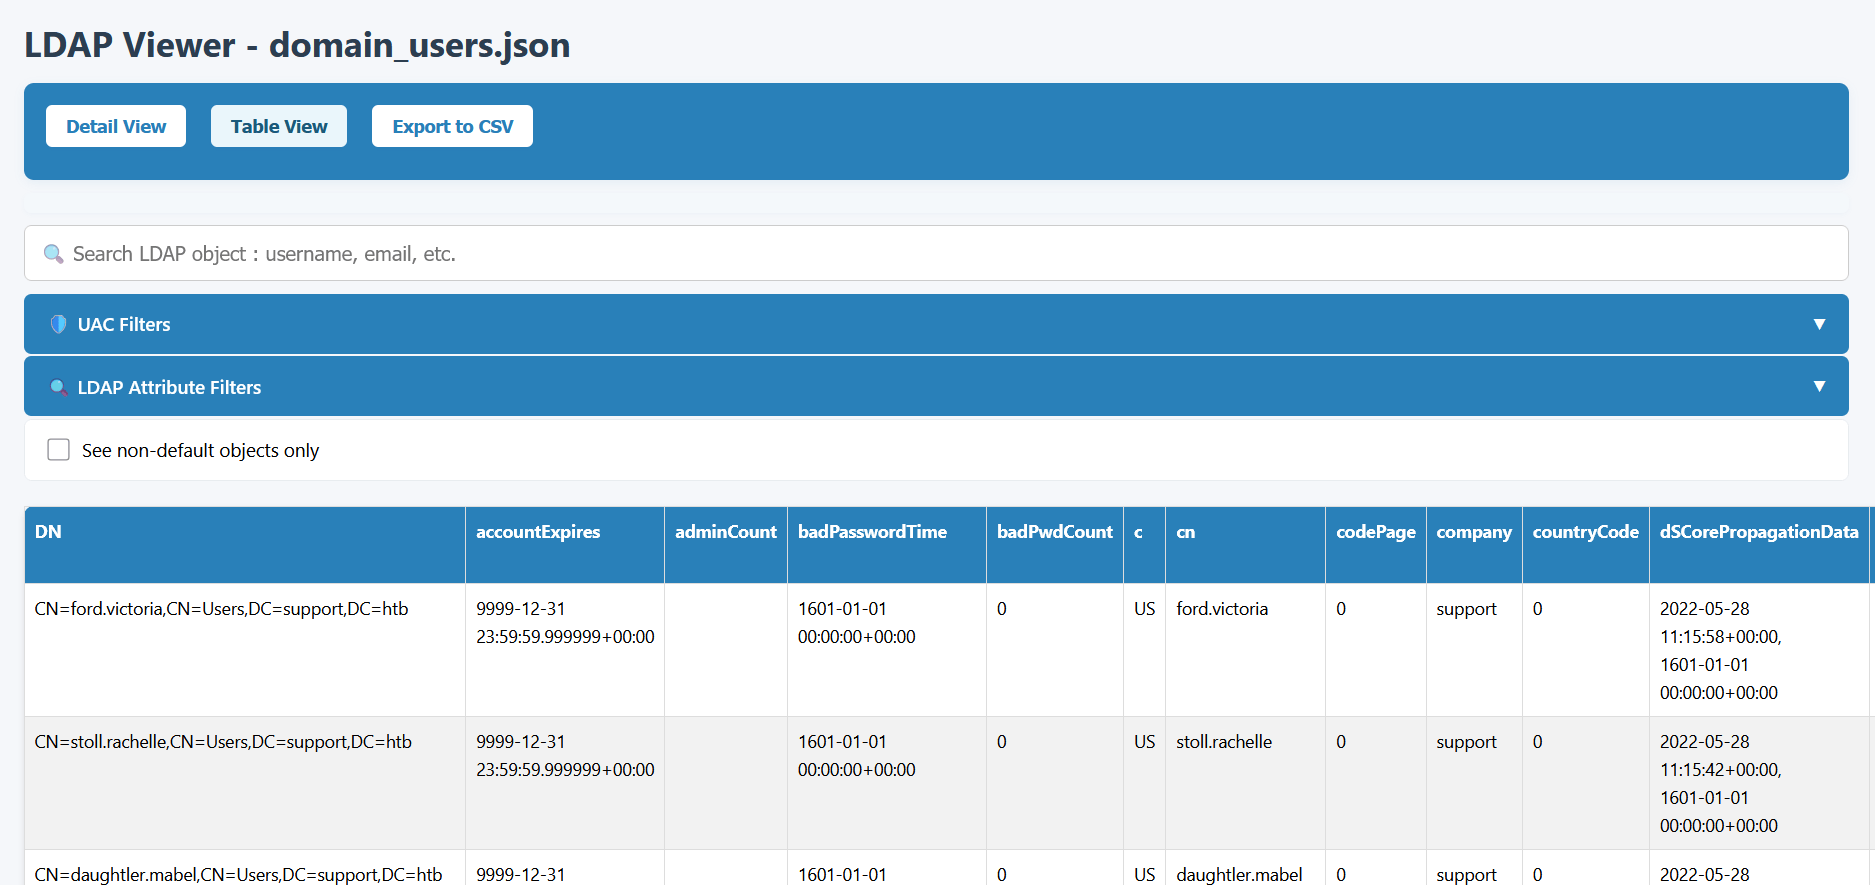 LDAP Viewer - domain_users.json
Detail View
Table View
Export to CSV
Search LDAP object : username, email, etc.
UAC Filters
▼
LDAP Attribute Filters
▼
See non-default objects only
DN accountExpires adminCount badPasswordTime badPwdCount c cn codePage company countryCode dSCorePropagationData
CN=ford.victoria,CN=Users,DC=support,DC=htb 9999-12-31 1601-01-01 0 US ford.victoria 0 support 0 2022-05-28
23:59:59.999999+00:00 00:00:00+00:00 11:15:58+00:00,
1601-01-01
00:00:00+00:00
CN=stoll.rachelle,CN=Users,DC=support,DC=htb 9999-12-31 1601-01-01 0 US stoll.rachelle 0 support 0 2022-05-28
23:59:59.999999+00:00 00:00:00+00:00 11:15:42+00:00,
1601-01-01
00:00:00+00:00
CN=daughtler.mabel,CN=Users,DC=support,DC=htb 9999-12-31 1601-01-01 0 US daughtler.mabel 0 support 0 2022-05-28